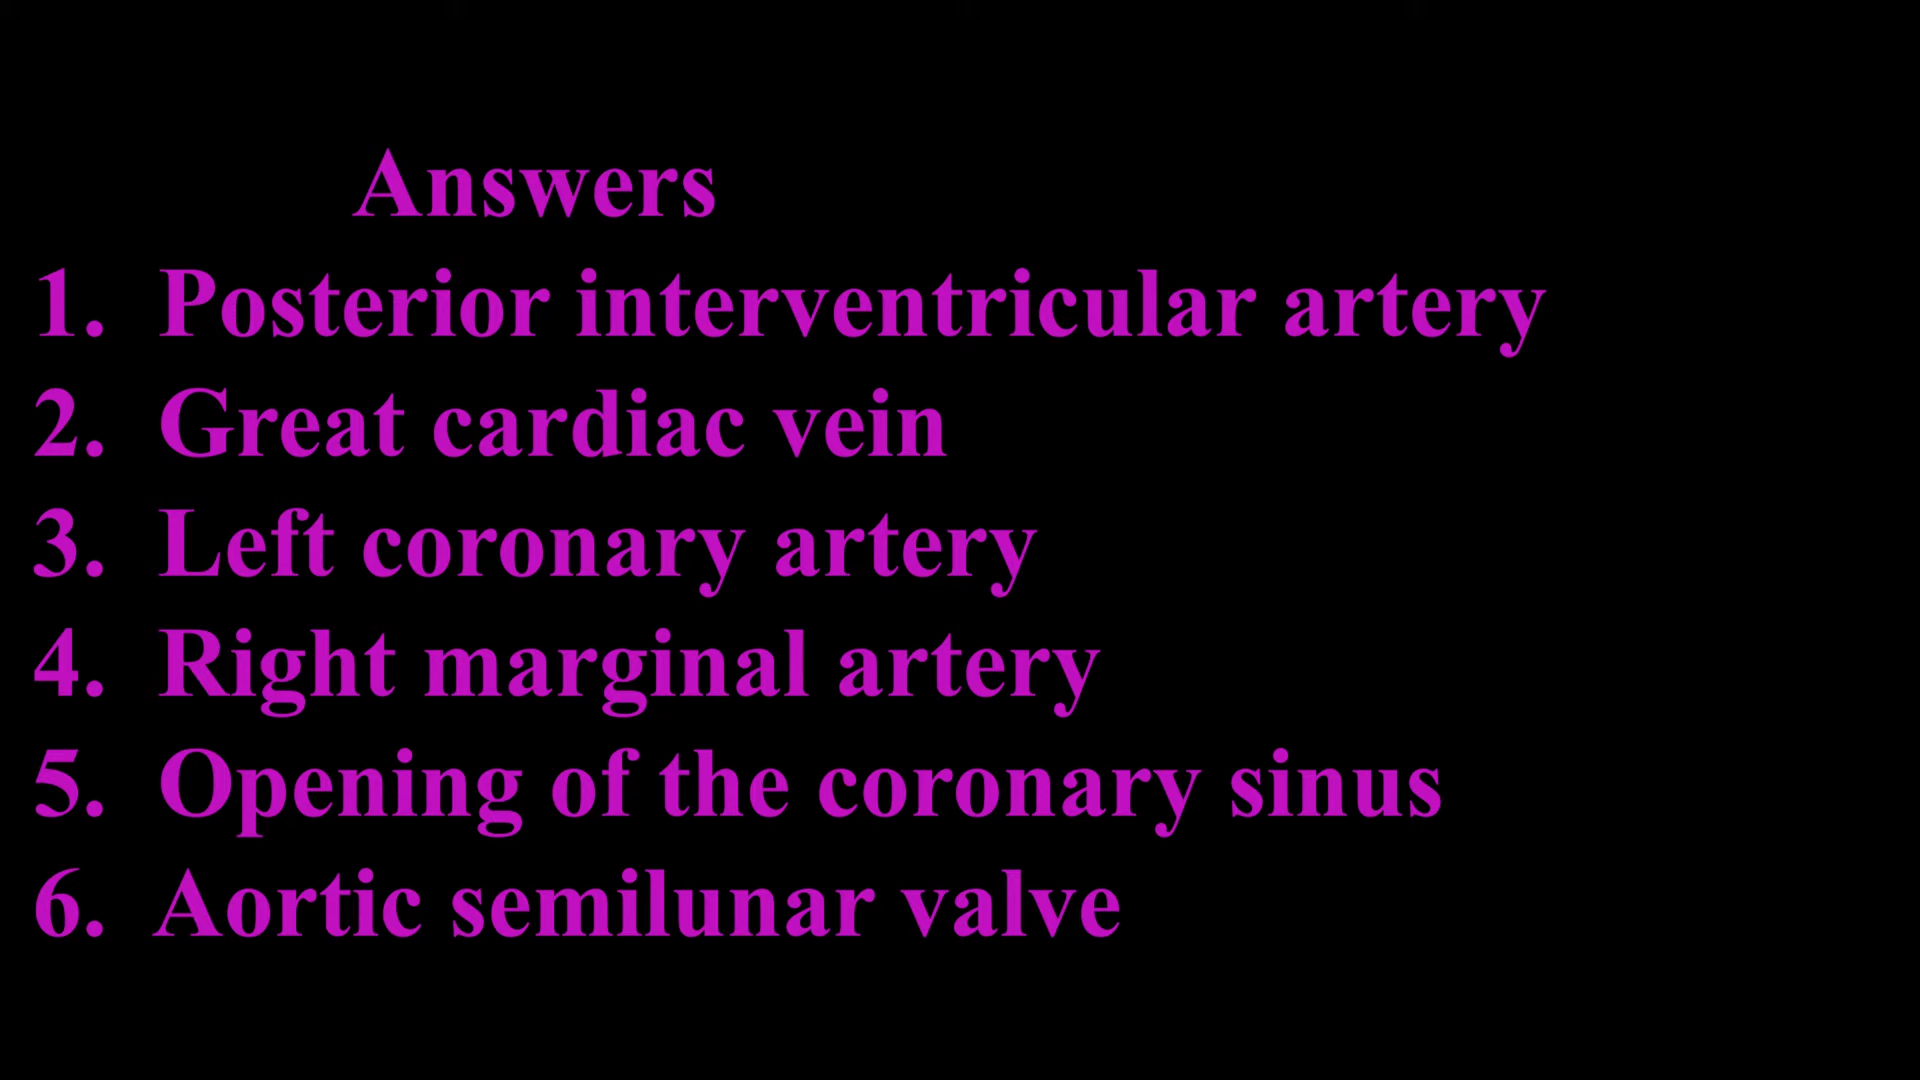 Answers
1. Posterior interventricular artery
2. Great cardiac vein
3. Left coronary artery
4. Right marginal artery
5. Opening of the coronary sinus
6. Aortic semilunar valve